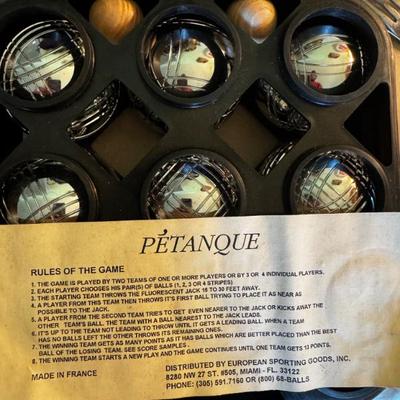 PÉTANQUE
RULES OF THE GAME
1. THE GAME IS PLAYED BY TWO TEAMS OF ONE OR MORE PLAYERS OR BY 3 OR 4 INDIVIDUAL PLAYERS.
2. EACH PLAYER CHOOSES HIS PAIR(S) OF BALLS (1, 2, 3 OR 4 STRIPES)
3. THE STARTING TEAM THROWS THE FLUORESCENT JACK 15 TO 30 FEET AWAY.
4. A PLAYER FROM THIS TEAM THEN THROWS IT'S FIRST BALL TRYING TO PLACE IT AS NEAR AS
POSSIBLE TO THE JACK.
5. A PLAYER FROM THE SECOND TEAM TRIES TO GET EVEN NEARER TO THE JACK OR KICKS AWAY THE
OTHER TEAM'S BALL. THE TEAM WITH A BALL NEAREST TO THE JACK LEADS.
6. IT'S UP TO THE TEAM NOT LEADING TO THROW UNTIL IT GETS A LEADING BALL. WHEN A TEAM
HAS NO BALLS LEFT THE OTHER THROWS ITS REMAINING ONES.
7. THE WINNING TEAM GETS AS MANY POINTS AS IT HAS BALLS WHICH ARE BETTER PLACED THAN THE BEST
BALL OF THE LOSING TEAM. SEE SCORE SAMPLES .
8. THE WINNING TEAM STARTS A NEW PLAY AND THE GAME CONTINUES UNTIL ONE TEAM GETS 13 POINTS.
DISTRIBUTED BY EUROPEAN SPORTING GOODS, INC.
MADE IN FRANCE
8280 NW 27 ST. #505, MIAMI - FL. 33122
PHONE: (305) 591.7160 OR (800) 68-BALLS